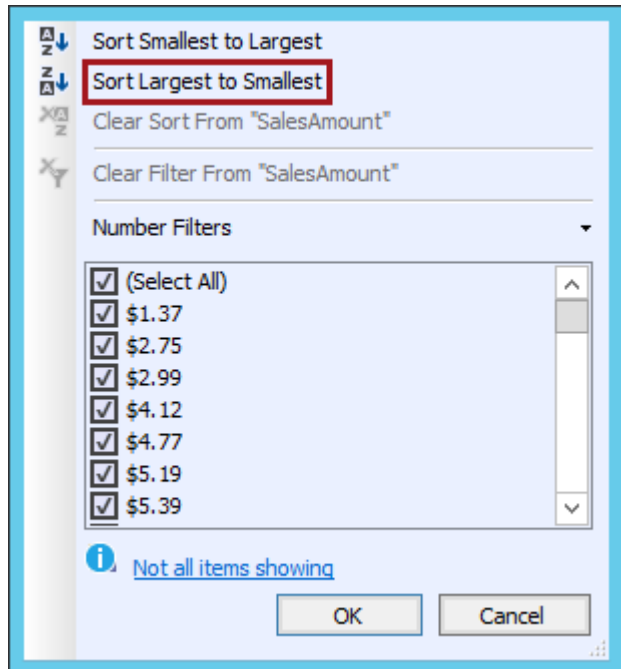 Sort Smallest to Largest
Sort Largest to Smallest
Clear Sort From "SalesAmount"
Clear Filter From "SalesAmount"
Number Filters
(Select All)
$1.37
$2.75
$2.99
$4.12
$4.77
$5.19
$5.39
Not all items showing
OK Cancel